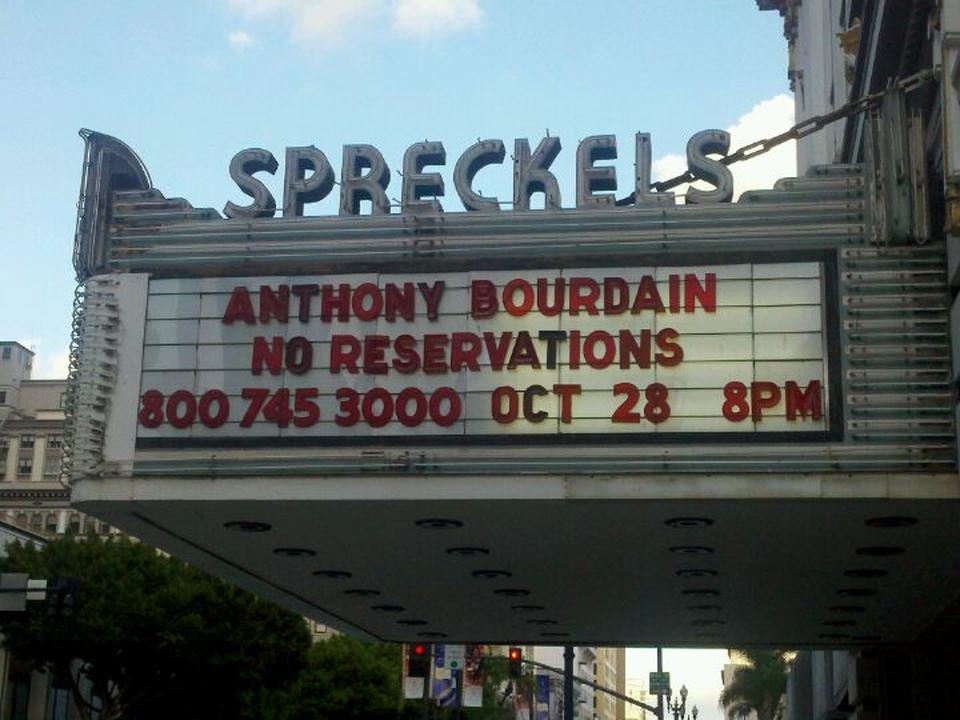 SPRECKELS
ANTHONY BOURDAIN
NO RESERVATIONS
800 745 3000 OCT 28 8PM